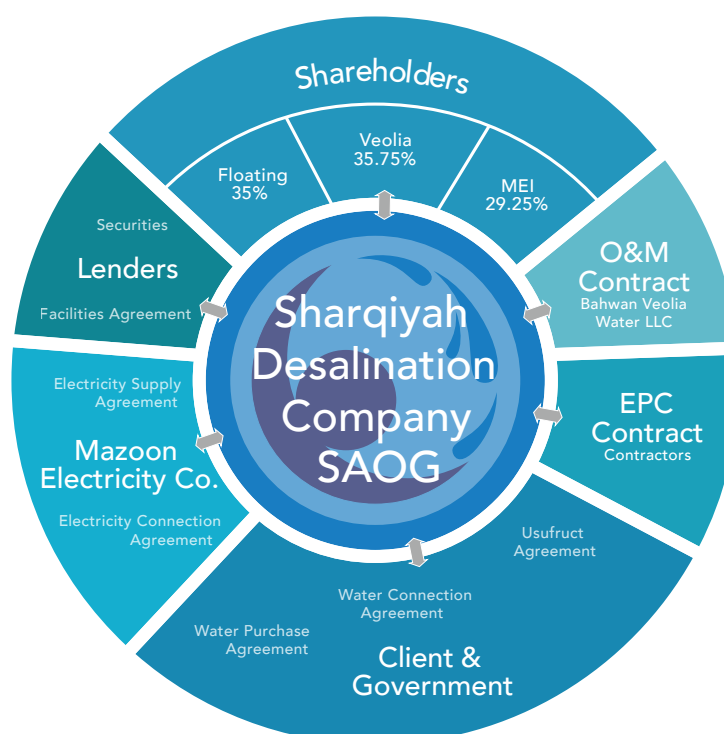 Shareholders
Floating
35%
Veolia
35.75%
MEI
29.25%
Securities
Lenders
Facilities Agreement
O&M
Contract
Bahwan Veolia
Water LLC
Sharqiyah
Desalination
Company
SAOG
Electricity Supply
Agreement
Mazoon
Electricity Co.
Electricity Connection
Agreement
EPC
Contract
Contractors
Usufruct
Agreement
Water Connection
Agreement
Water Purchase
Agreement
Client &
Government